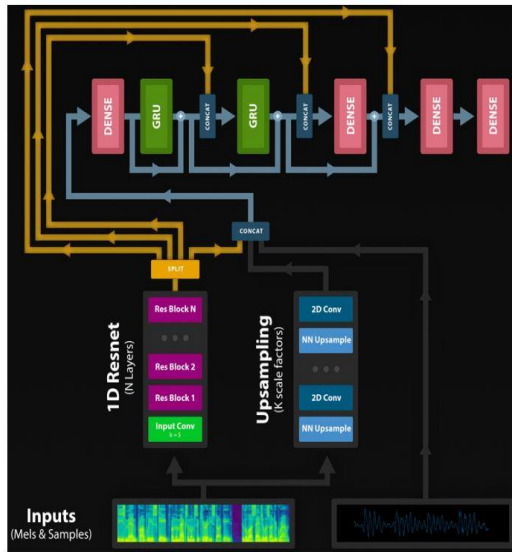 DENSE
GRU
CONCAT
GRU
CONCAT
DENSE
CONCAT
DENSE
DENSE
CONCAT
SPLIT
1D Resnet
(N Layers)
Res Block N
Res Block 2
Res Block 1
Input Conv
k = 5
Upsampling
(K scale factors)
2D Conv
NN Upsample
2D Conv
NN Upsample
Inputs
(Mels & Samples)